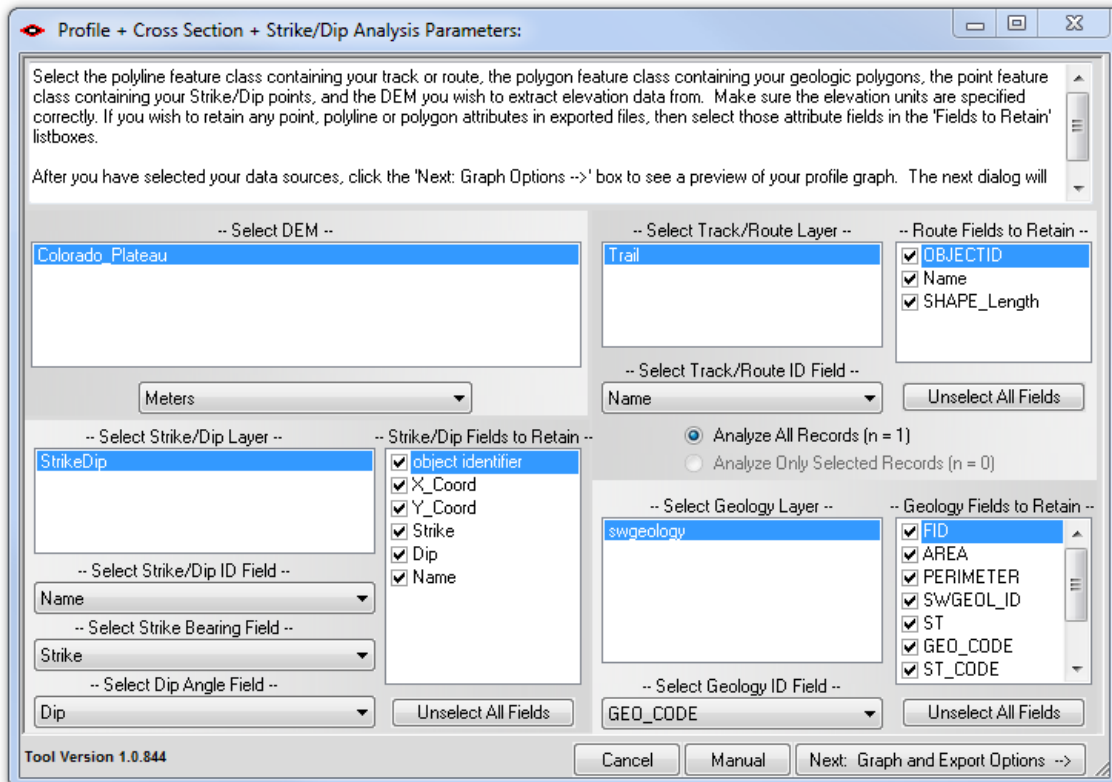 Profile + Cross Section + Strike/Dip Analysis Parameters:
Select the polyline feature class containing your track or route, the polygon feature class containing your geologic polygons, the point feature
class containing your Strike/Dip points, and the DEM you wish to extract elevation data from.  Make sure the elevation units are specified
correctly. If you wish to retain any point, polyline or polygon attributes in exported files, then select those attribute fields in the 'Fields to Retain'
listboxes.
After you have selected your data sources, click the 'Next: Graph Options -->' box to see a preview of your profile graph.  The next dialog will
-- Select DEM --
Colorado_Plateau
Meters
-- Select Track/Route Layer --
Trail
-- Route Fields to Retain --
OBJECTID
Name
SHAPE_Length
-- Select Track/Route ID Field --
Name
Unselect All Fields
Analyze All Records (n = 1)
Analyze Only Selected Records (n = 0)
-- Select Strike/Dip Layer --
StrikeDip
-- Strike/Dip Fields to Retain --
object identifier
X_Coord
Y_Coord
Strike
Dip
Name
-- Select Strike/Dip ID Field --
Name
-- Select Strike Bearing Field --
Strike
-- Select Dip Angle Field --
Dip
Unselect All Fields
-- Select Geology Layer --
swgeology
-- Geology Fields to Retain --
FID
AREA
PERIMETER
SWGEOL_ID
ST
GEO_CODE
ST_CODE
-- Select Geology ID Field --
GEO_CODE
Unselect All Fields
Tool Version 1.0.844
Cancel
Manual
Next:  Graph and Export Options  -->